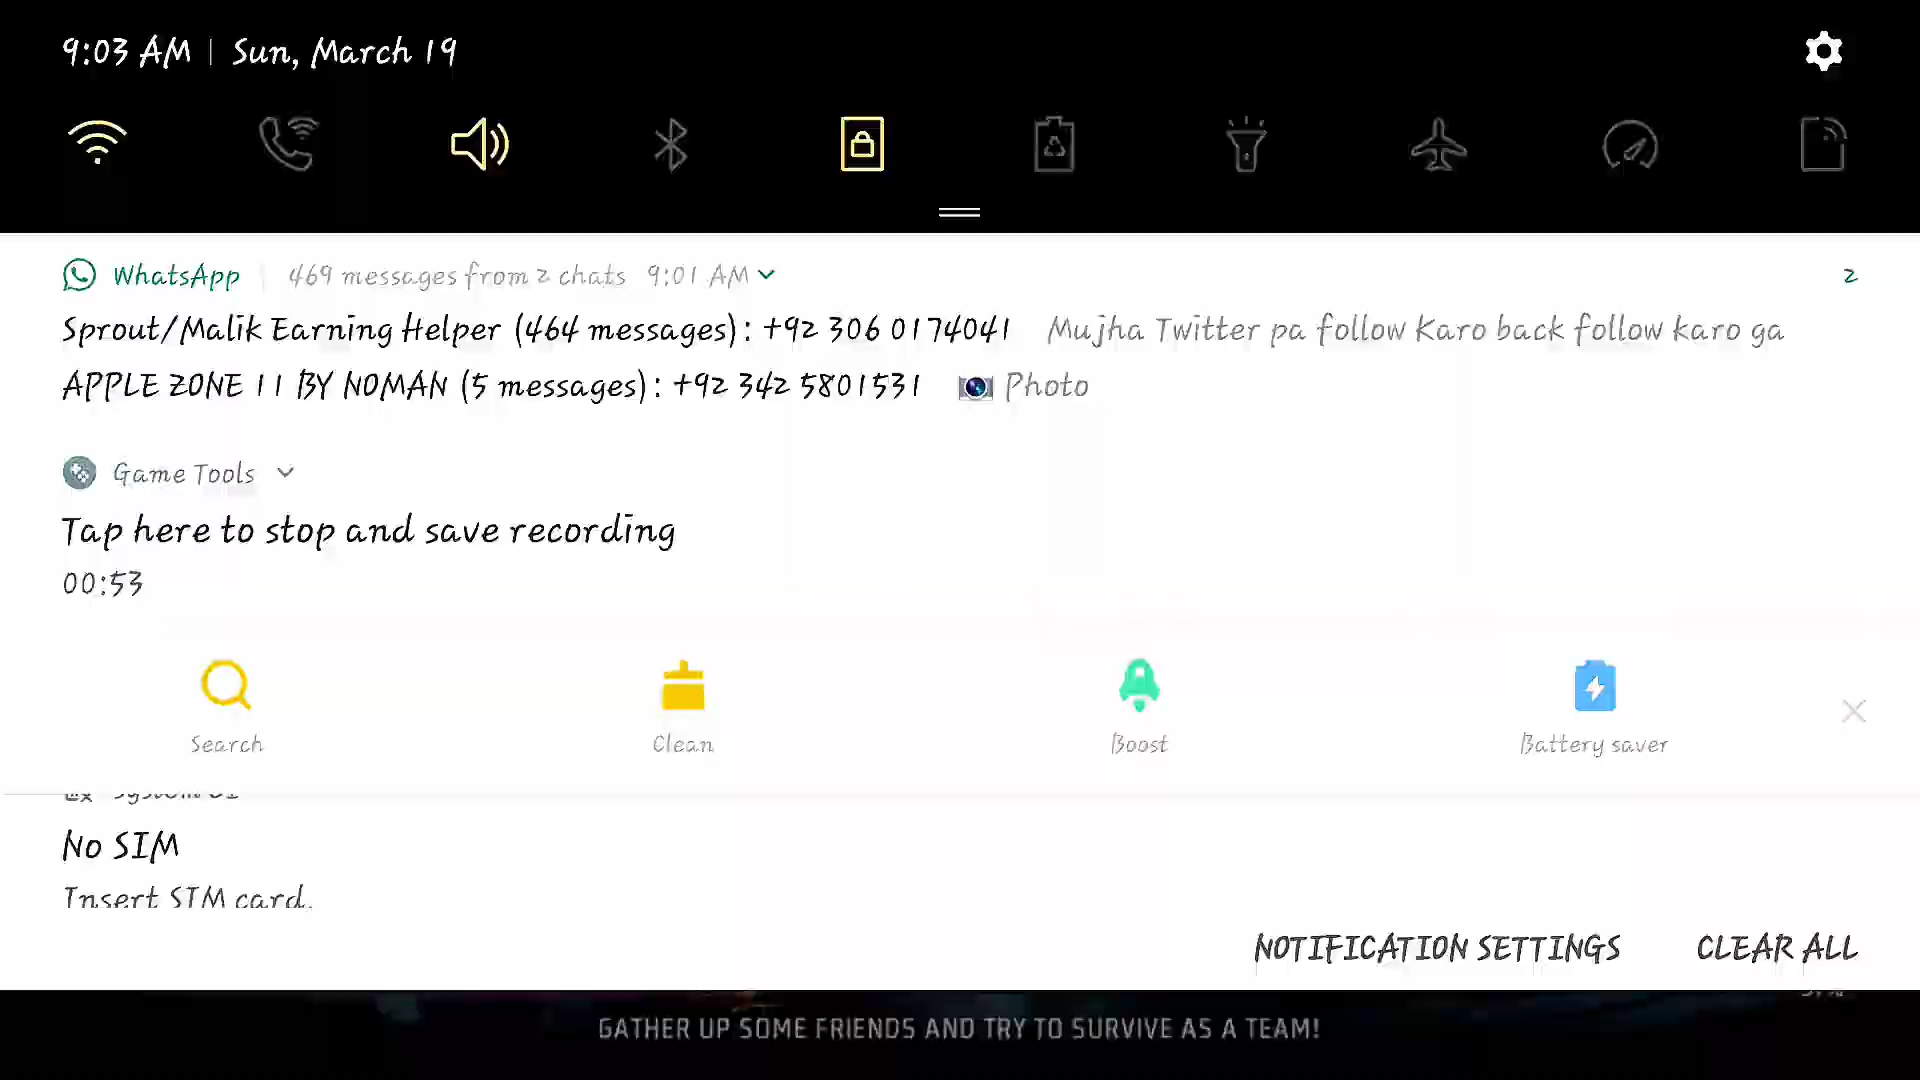 9:03 AM | Sun, March 19
WhatsApp 469 messages from 2 chats 9:01 AM 2
Sprout/Malik Earning Helper (464 messages): +92 306 0174041 Mujha Twitter pa follow Karo back follow karo ga
APPLE ZONE 11 BY NOMAN (5 messages): +92 342 5801531 Photo
Game Tools
Tap here to stop and save recording
00:53
Search Clean Boost Battery saver
System UI
No SIM
Insert SIM card.
NOTIFICATION SETTINGS CLEAR ALL
GATHER UP SOME FRIENDS AND TRY TO SURVIVE AS A TEAM!